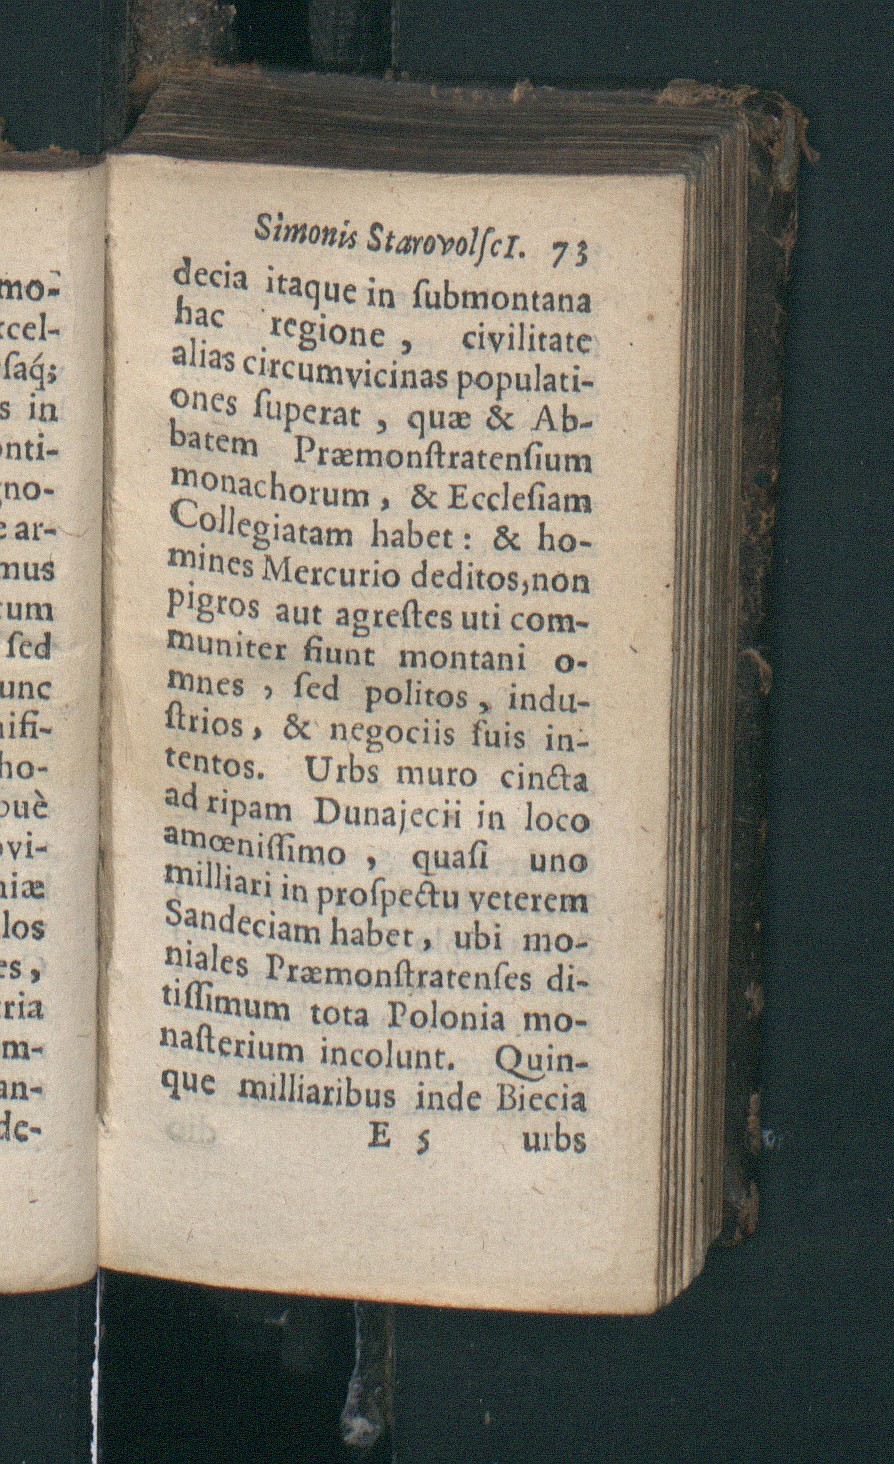 Simonis StarovolſcI. 73
decia itaque in ſubmontana
hac regione , civilitate
alias circumvicinas populati-
ones ſuperat , quæ & Ab-
batem Præmonſtratenſium
monachorum , & Eccleſiam
Collegiatam habet : & ho-
mines Mercurio deditos,non
pigros aut agreſtes uti com-
muniter fiunt montani o-
mnes , ſed politos , indu-
ſtrios , & negociis ſuis in-
tentos. Urbs muro cincta
ad ripam Dunajecii in loco
amœniſſimo , quaſi uno
milliari in proſpectu veterem
Sandeciam habet , ubi mo-
niales Præmonſtratenſes di-
tiſſimum tota Polonia mo-
naſterium incolunt. Quin-
que milliaribus inde Biecia
E 5 urbs